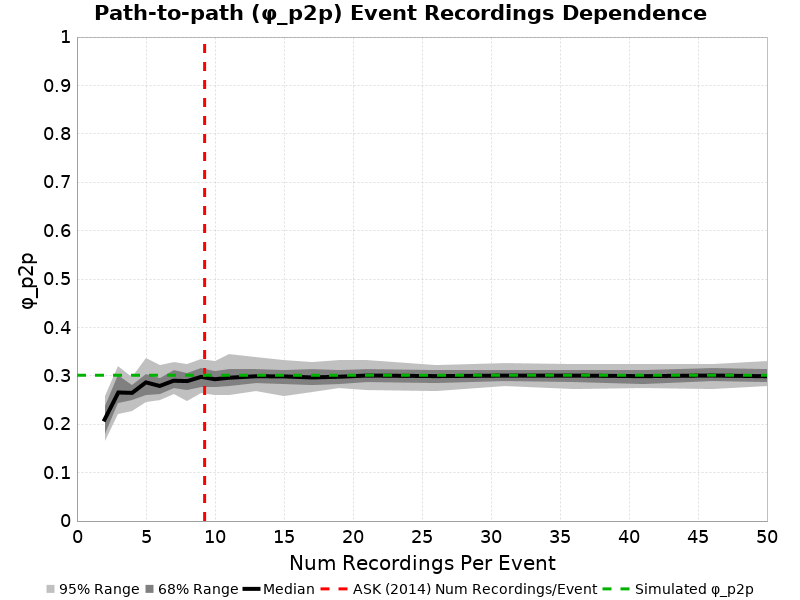 Path-to-path (φ_p2p) Event Recordings Dependence
1
0.9
0.8
0.7
0.6
0.5
0.4
0.3
0.2
0.1
0
φ_p2p
0 5 10 15 20 25 30 35 40 45 50
Num Recordings Per Event
95% Range 68% Range Median ASK (2014) Num Recordings/Event Simulated φ_p2p